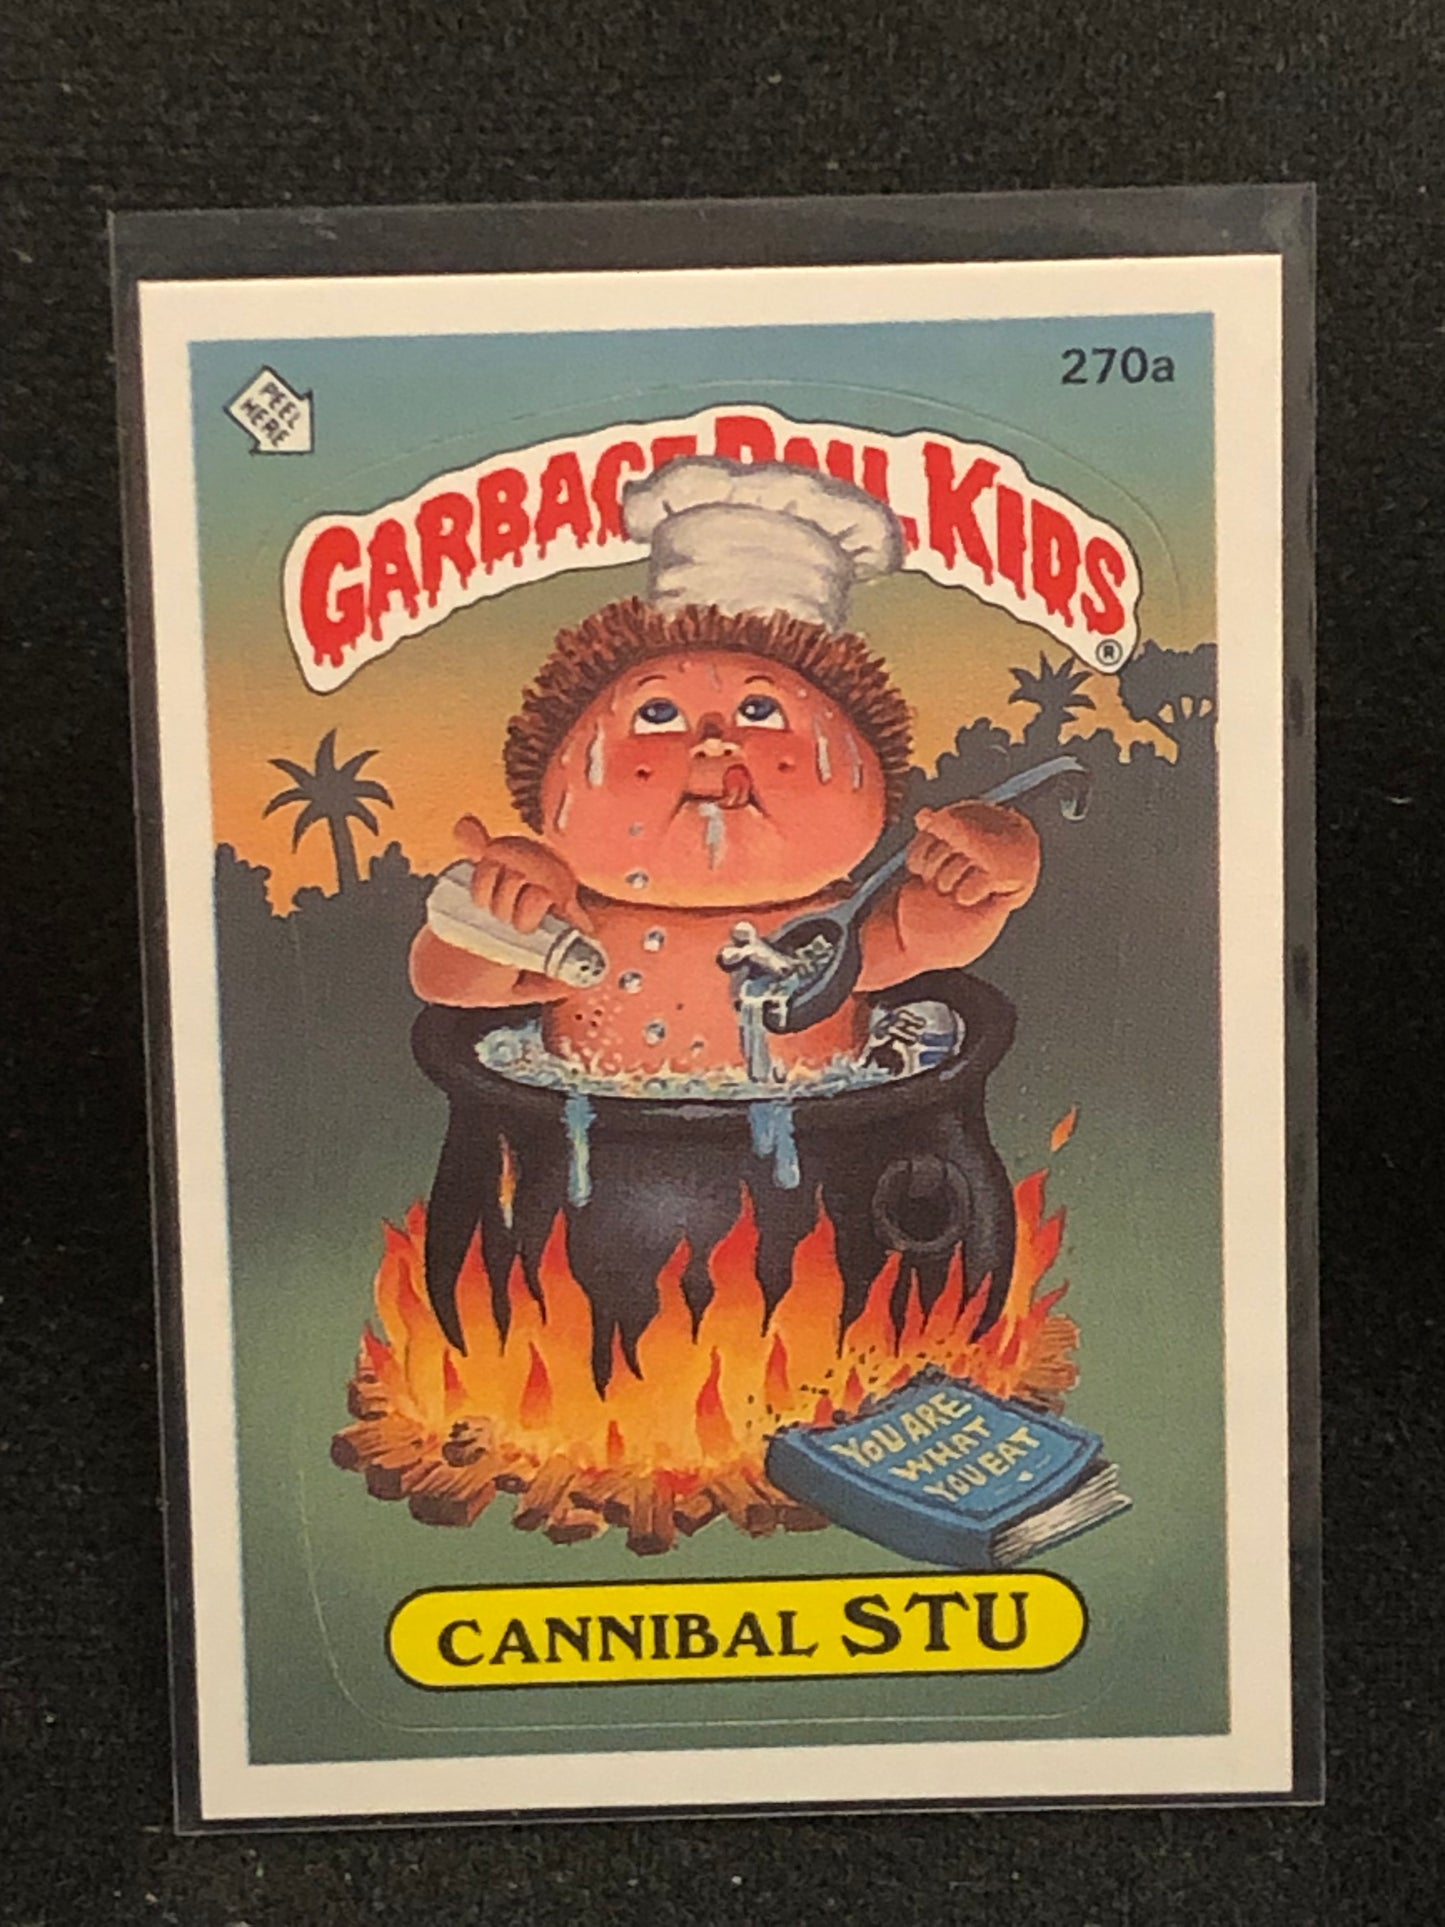 PEEL
HERE
270a
GARBAGE PAIL KIDS
®
YOU ARE
WHAT
YOU EAT
CANNIBAL STU